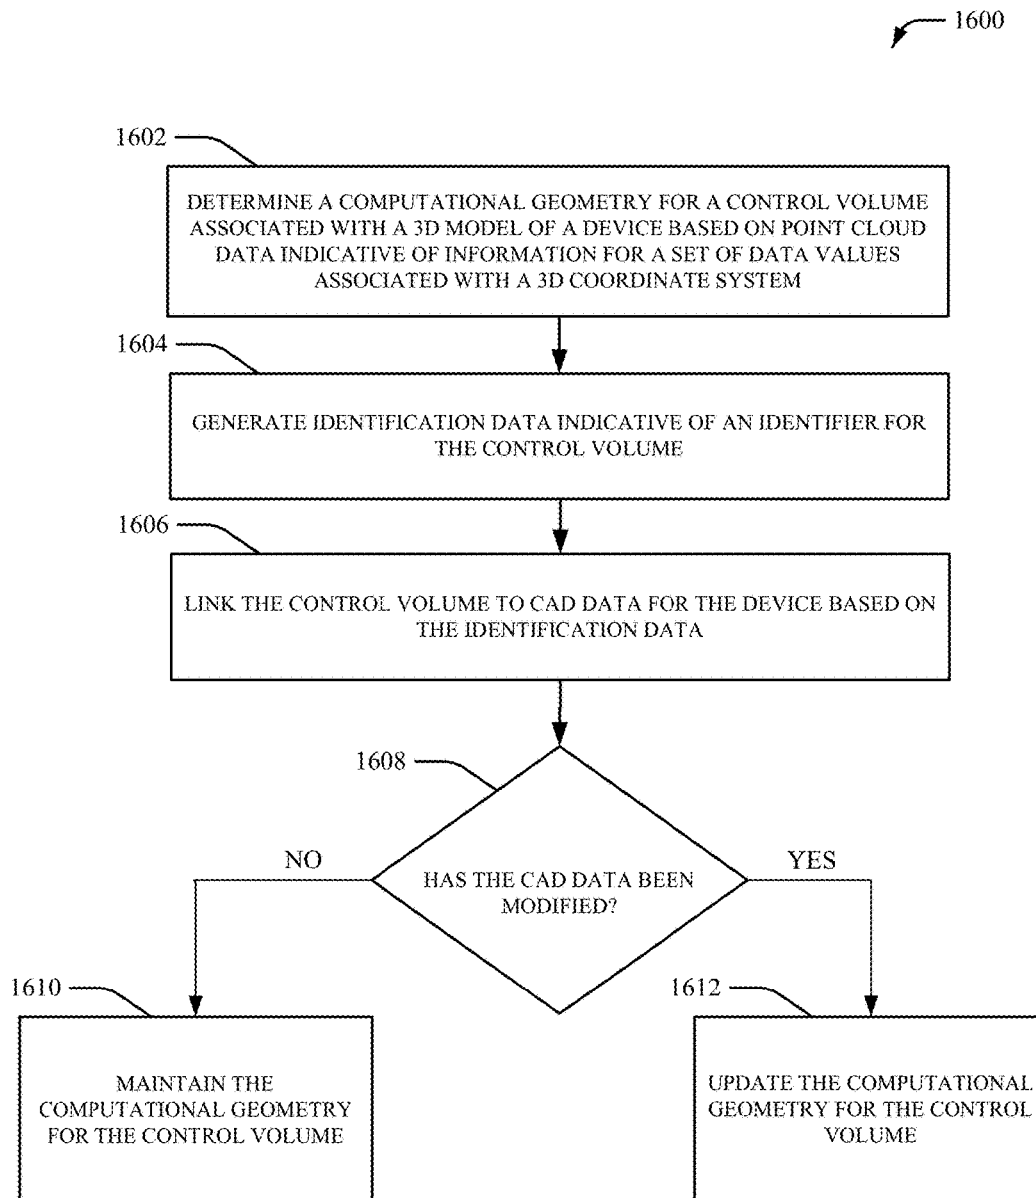 1600
1602
DETERMINE A COMPUTATIONAL GEOMETRY FOR A CONTROL VOLUME
ASSOCIATED WITH A 3D MODEL OF A DEVICE BASED ON POINT CLOUD
DATA INDICATIVE OF INFORMATION FOR A SET OF DATA VALUES
ASSOCIATED WITH A 3D COORDINATE SYSTEM
1604
GENERATE IDENTIFICATION DATA INDICATIVE OF AN IDENTIFIER FOR
THE CONTROL VOLUME
1606
LINK THE CONTROL VOLUME TO CAD DATA FOR THE DEVICE BASED ON
THE IDENTIFICATION DATA
1608
HAS THE CAD DATA BEEN
MODIFIED?
NO
YES
1610
MAINTAIN THE
COMPUTATIONAL GEOMETRY
FOR THE CONTROL VOLUME
1612
UPDATE THE COMPUTATIONAL
GEOMETRY FOR THE CONTROL
VOLUME